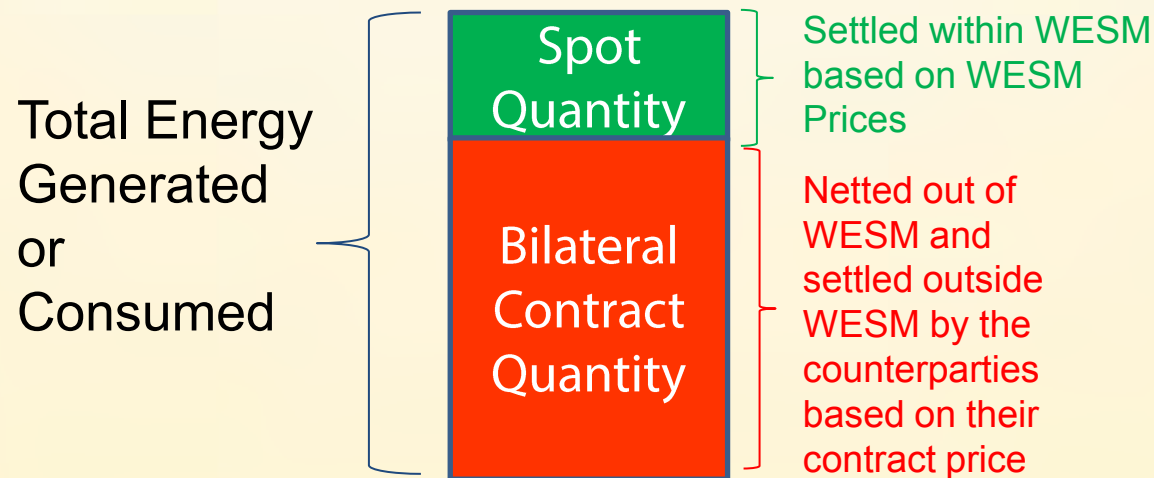 Total Energy
Generated
or
Consumed
Spot
Quantity
Bilateral
Contract
Quantity
Settled within WESM
based on WESM
Prices
Netted out of
WESM and
settled outside
WESM by the
counterparties
based on their
contract price